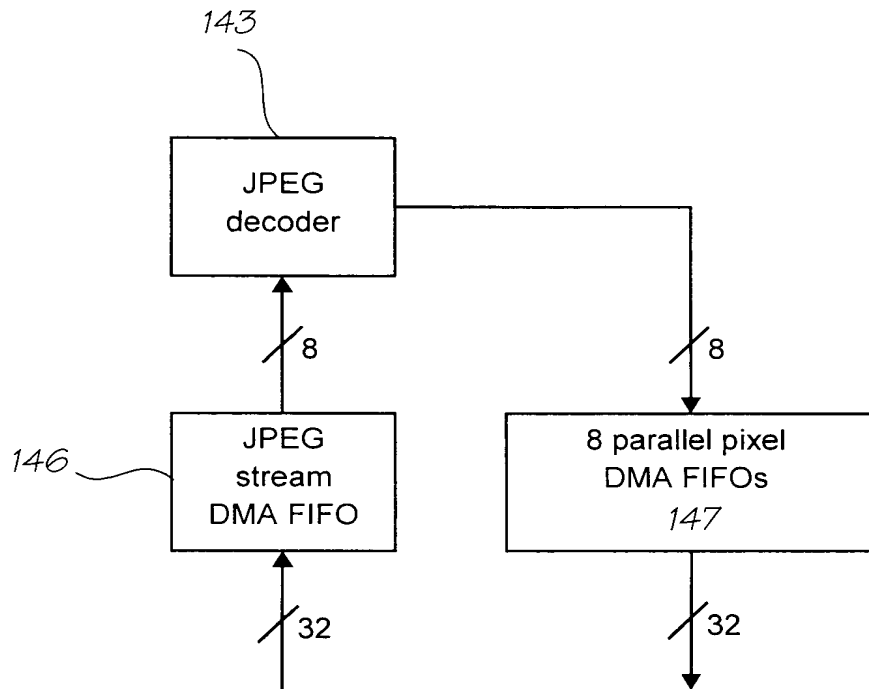 143
JPEG
decoder
8
8
146
JPEG
stream
DMA FIFO
8 parallel pixel
DMA FIFOs
147
32
32